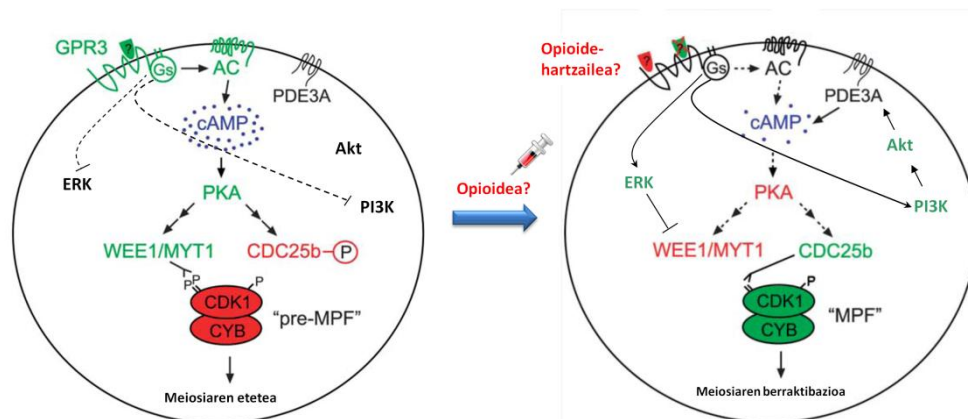 GPR3
?
Gs
AC
PDE3A
cAMP
Akt
ERK
PI3K
PKA
WEE1/MYT1
CDC25b
P
P
P
P
CDK1
CYB
"pre-MPF"
Meiosiaren etetea
Opioidea?
Opioide-
hartzailea?
?
?
Gs
AC
PDE3A
cAMP
Akt
ERK
PI3K
PKA
WEE1/MYT1
CDC25b
P
CDK1
CYB
"MPF"
Meiosiaren berraktibazioa